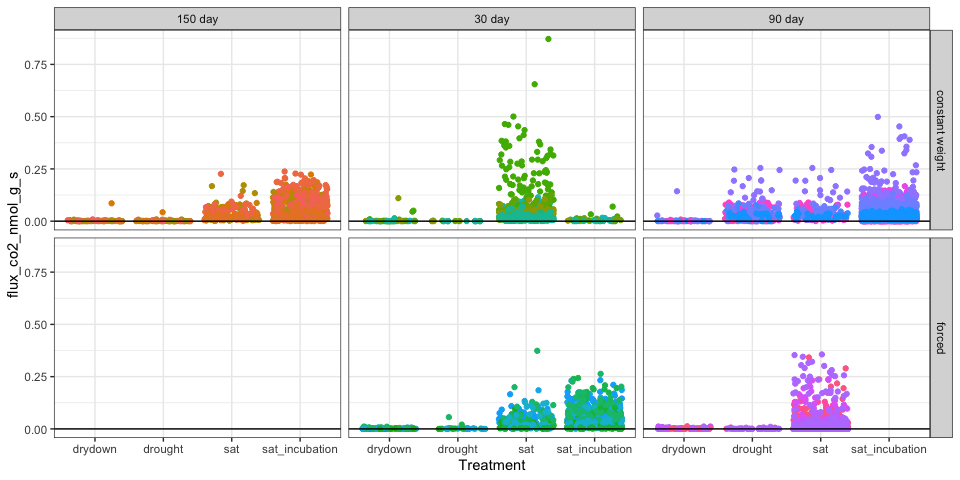 150 day
30 day
90 day
flux_co2_nmol_g_s
0.75
0.50
0.25
0.00
constant weight
0.75
0.50
0.25
0.00
forced
drydown
drought
sat
sat_incubation
drydown
drought
sat
sat_incubation
drydown
drought
sat
sat_incubation
Treatment